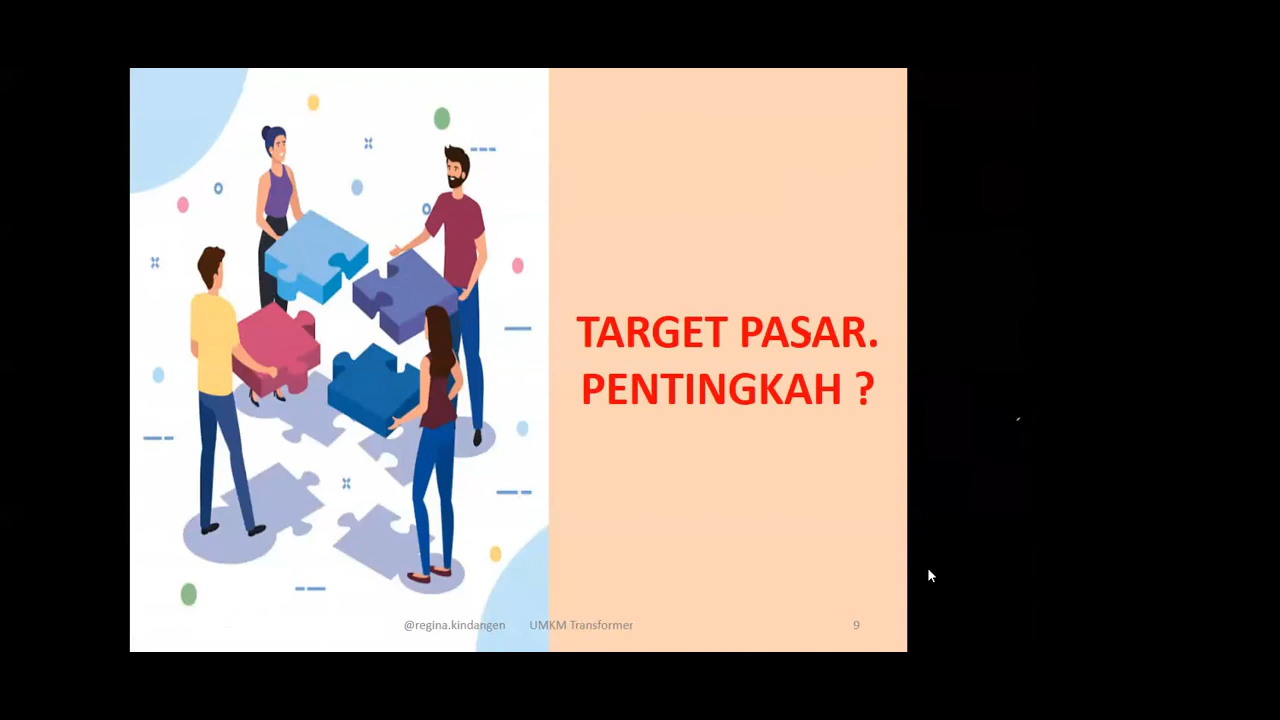 TARGET PASAR.
PENTINGKAH ?
@regina.kindangen UMKM Transformer 9